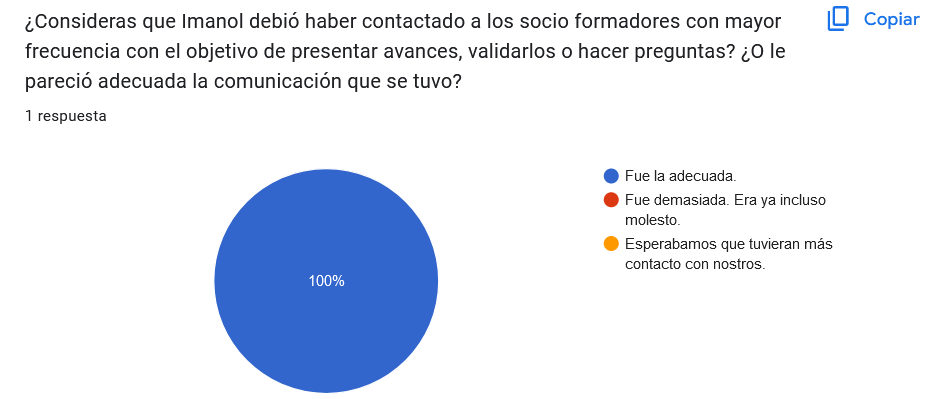 ¿Consideras que Imanol debió haber contactado a los socio formadores con mayor
frecuencia con el objetivo de presentar avances, validarlos o hacer preguntas? ¿O le
pareció adecuada la comunicación que se tuvo?
Copiar
1 respuesta
100%
Fue la adecuada.
Fue demasiada. Era ya incluso
molesto.
Esperabamos que tuvieran más
contacto con nostros.